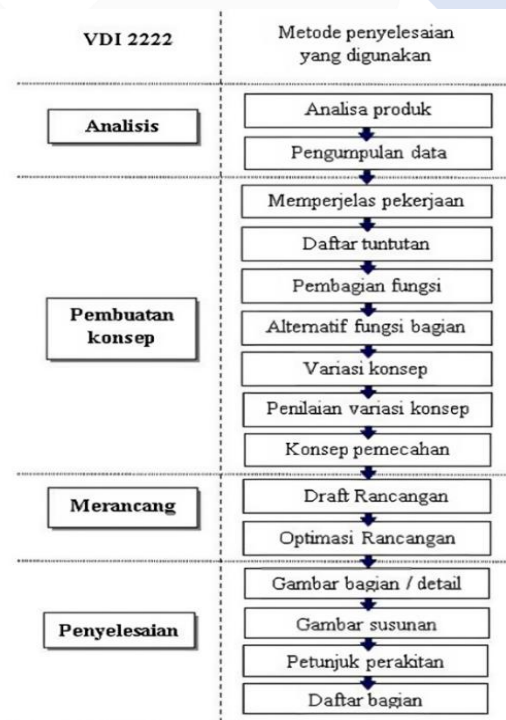 VDI 2222
Metode penyelesaian
yang digunakan
Analisis
Analisa produk
Pengumpulan data
Pembuatan
konsep
Memperjelas pekerjaan
Daftar tuntutan
Pembagian fungsi
Alternatif fungsi bagian
Variasi konsep
Penilaian variasi konsep
Konsep pemecahan
Merancang
Draft Rancangan
Optimasi Rancangan
Penyelesaian
Gambar bagian / detail
Gambar susunan
Petunjuk perakitan
Daftar bagian